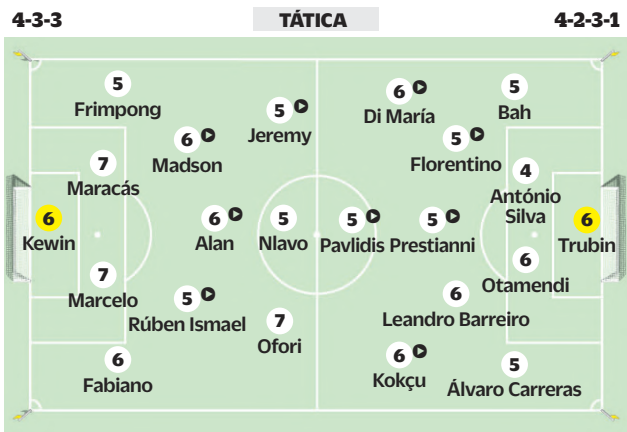 4-3-3
TÁTICA
4-2-3-1
5
Frimpong
7
Maracás
6
Kewin
7
Marcelo
6
Fabiano
6
Madson
6
Alan
5
Rúben Ismael
5
Jeremy
5
Nlavo
7
Ofori
6
Di María
5
Pavlidis
6
Kokçu
5
Florentino
5
Prestianni
6
Leandro Barreiro
5
Bah
4
António
Silva
6
Otamendi
5
Álvaro Carreras
6
Trubin